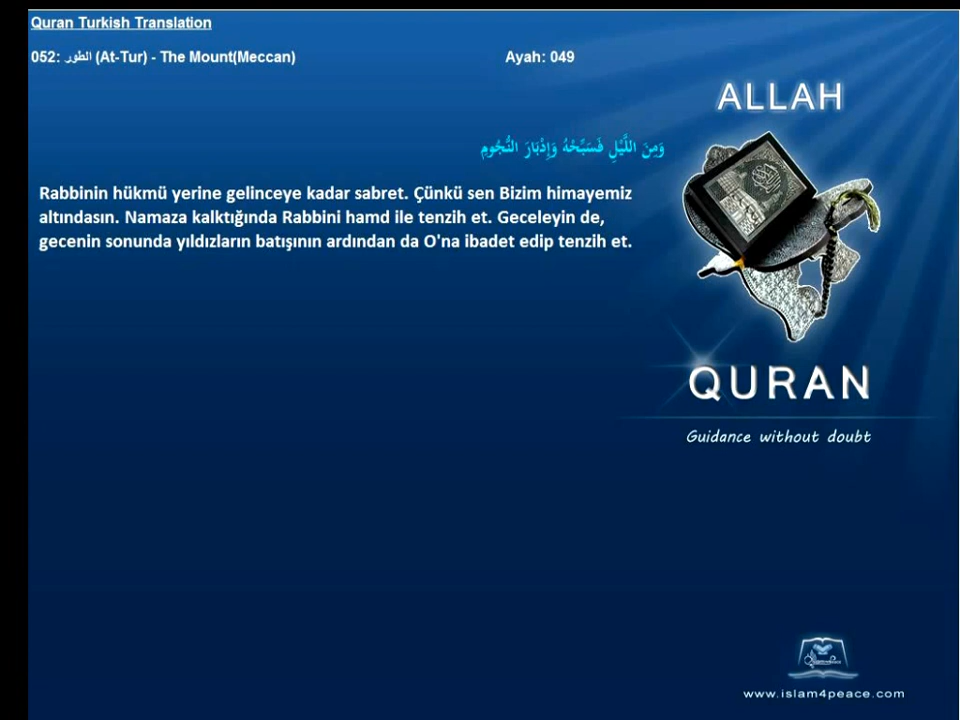 Quran Turkish Translation
052: الطور (At-Tur) - The Mount(Meccan) Ayah: 049
ALLAH
وَمِنَ اللَّيْلِ فَسَبِّحْهُ وَإِدْبَارَ النُّجُومِ
Rabbinin hükmü yerine gelinceye kadar sabret. Çünkü sen Bizim himayemiz
altındasın. Namaza kalktığında Rabbini hamd ile tenzih et. Geceleyin de,
gecenin sonunda yıldızların batışının ardından da O'na ibadet edip tenzih et.
QURAN
Guidance without doubt
www.islam4peace.com